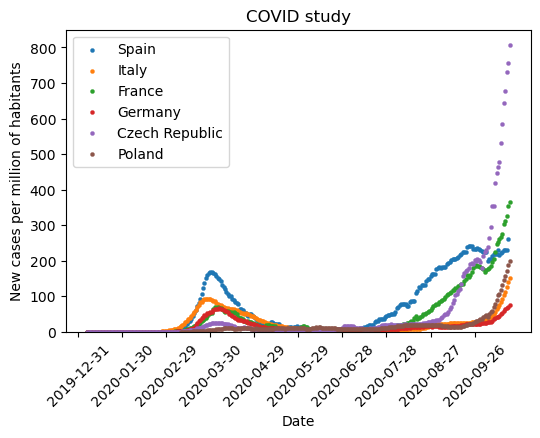 COVID study
New cases per million of habitants
800
700
600
500
400
300
200
100
0
Spain
Italy
France
Germany
Czech Republic
Poland
2019-12-31
2020-01-30
2020-02-29
2020-03-30
2020-04-29
2020-05-29
2020-06-28
2020-07-28
2020-08-27
2020-09-26
Date